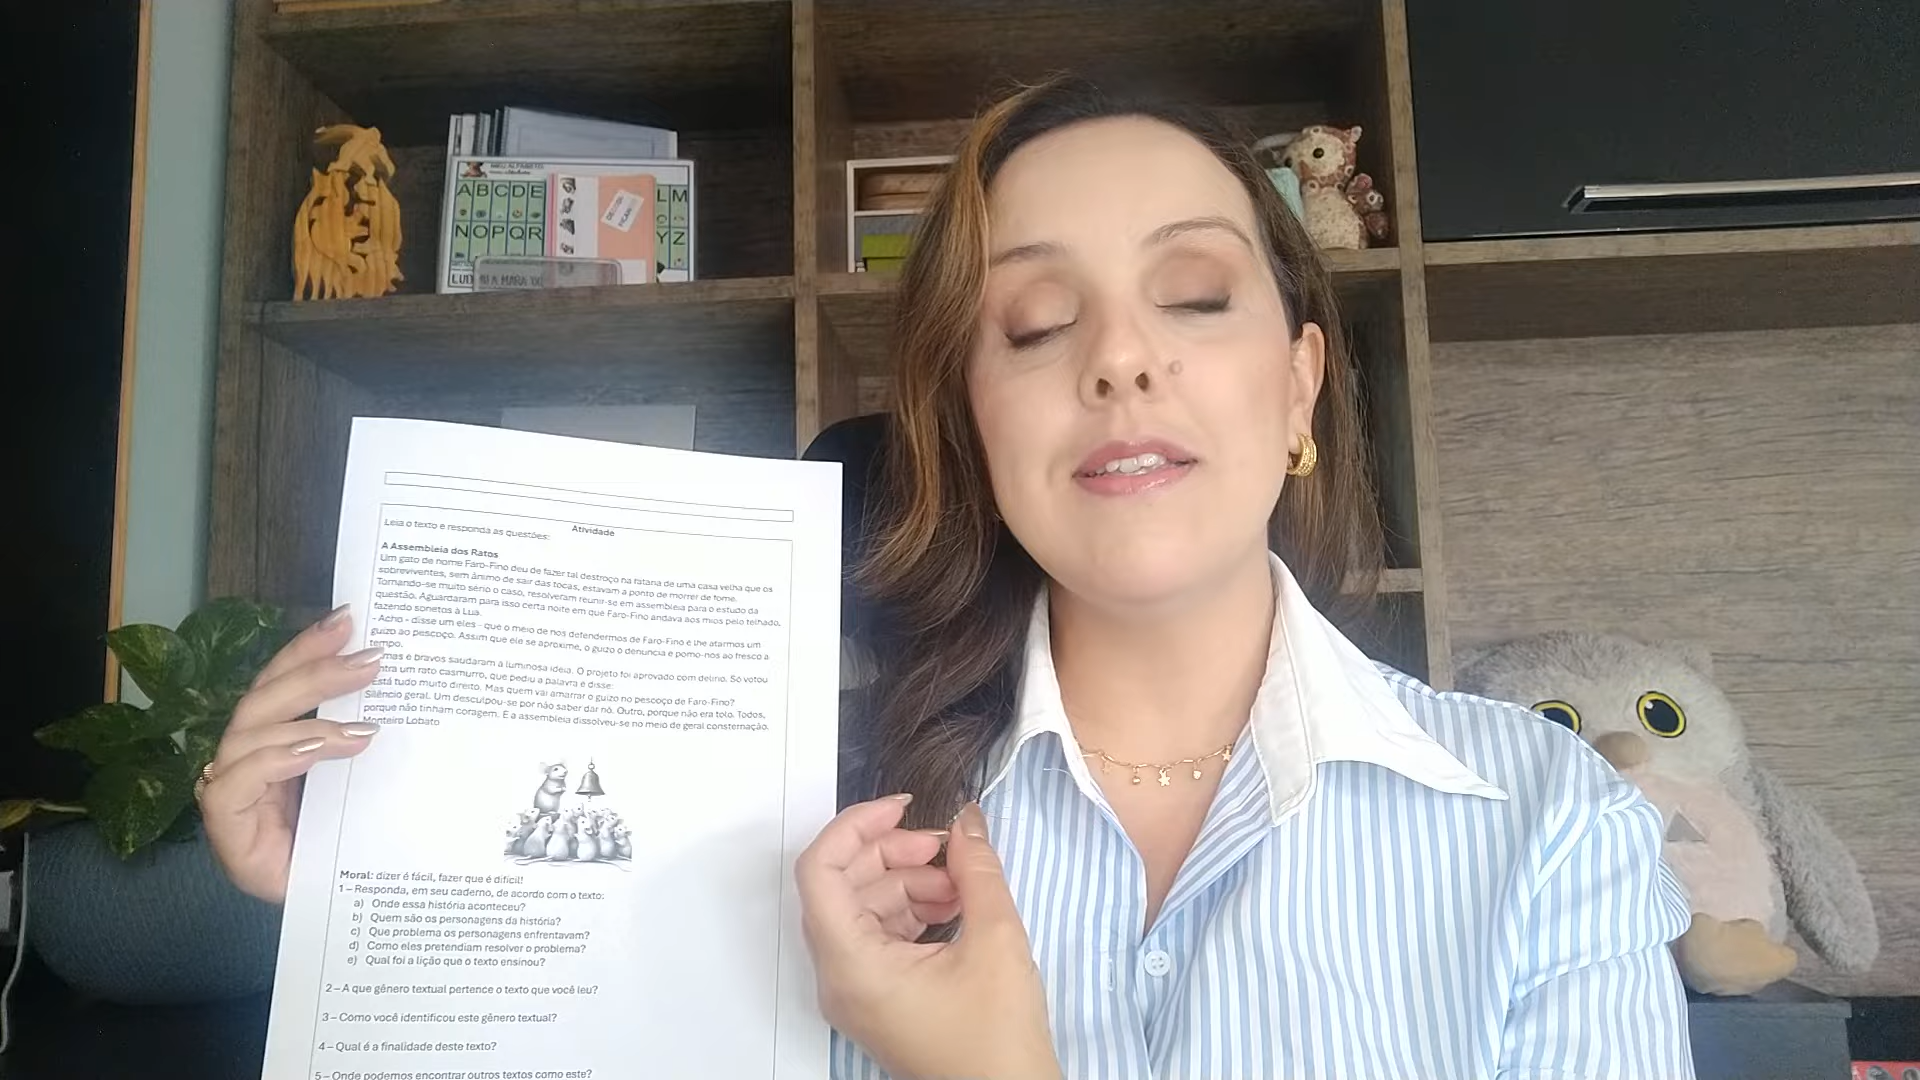 MEU ALFABETO
ABCDE
LM
NOPQR
YZ
Atividade
Leia o texto e responda as questões:
A Assembleia dos Ratos
Um gato de nome Faro-Fino deu de fazer tal destroço na rataria de uma casa velha que os
sobreviventes, sem ânimo de sair das tocas, estavam a ponto de morrer de fome.
Tornando-se muito sério o caso, resolveram reunir-se em assembleia para o estudo da
questão. Aguardaram para isso certa noite em que Faro-Fino andava aos mios pelo telhado,
fazendo sonetos à Lua.
- Acho - disse um eles - que o meio de nos defendermos de Faro-Fino é lhe atarmos um
guizo ao pescoço. Assim que ele se aproxime, o guizo o denuncia e pomo-nos ao fresco a
tempo.
mas e bravos saudaram a luminosa ideia. O projeto foi aprovado com delírio. Só votou
ntra um rato casmurro, que pediu a palavra e disse:
Está tudo muito direito. Mas quem vai amarrar o guizo no pescoço de Faro-Fino?
Silêncio geral. Um desculpou-se por não saber dar nó. Outro, porque não era tolo. Todos,
porque não tinham coragem. E a assembleia dissolveu-se no meio de geral consternação.
Monteiro Lobato
Moral: dizer é fácil, fazer que é difícil!
1 – Responda, em seu caderno, de acordo com o texto:
a) Onde essa história aconteceu?
b) Quem são os personagens da história?
c) Que problema os personagens enfrentavam?
d) Como eles pretendiam resolver o problema?
e) Qual foi a lição que o texto ensinou?
2 – A que gênero textual pertence o texto que você leu?
3 – Como você identificou este gênero textual?
4 – Qual é a finalidade deste texto?
5 – Onde podemos encontrar outros textos como este?